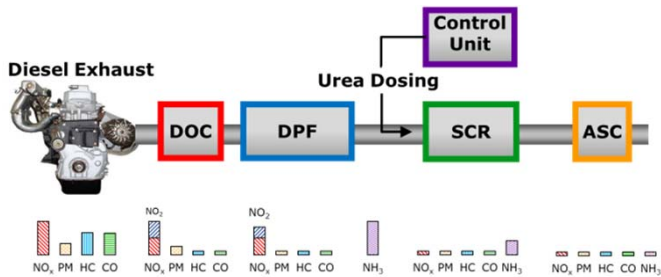 Control
Unit
Diesel Exhaust
Urea Dosing
DOC
DPF
SCR
ASC
NO₂
NO₂
NOₓ PM HC CO
NOₓ PM HC CO
NOₓ PM HC CO
NH₃
NOₓ PM HC CO NH₃
NOₓ PM HC CO NH₃